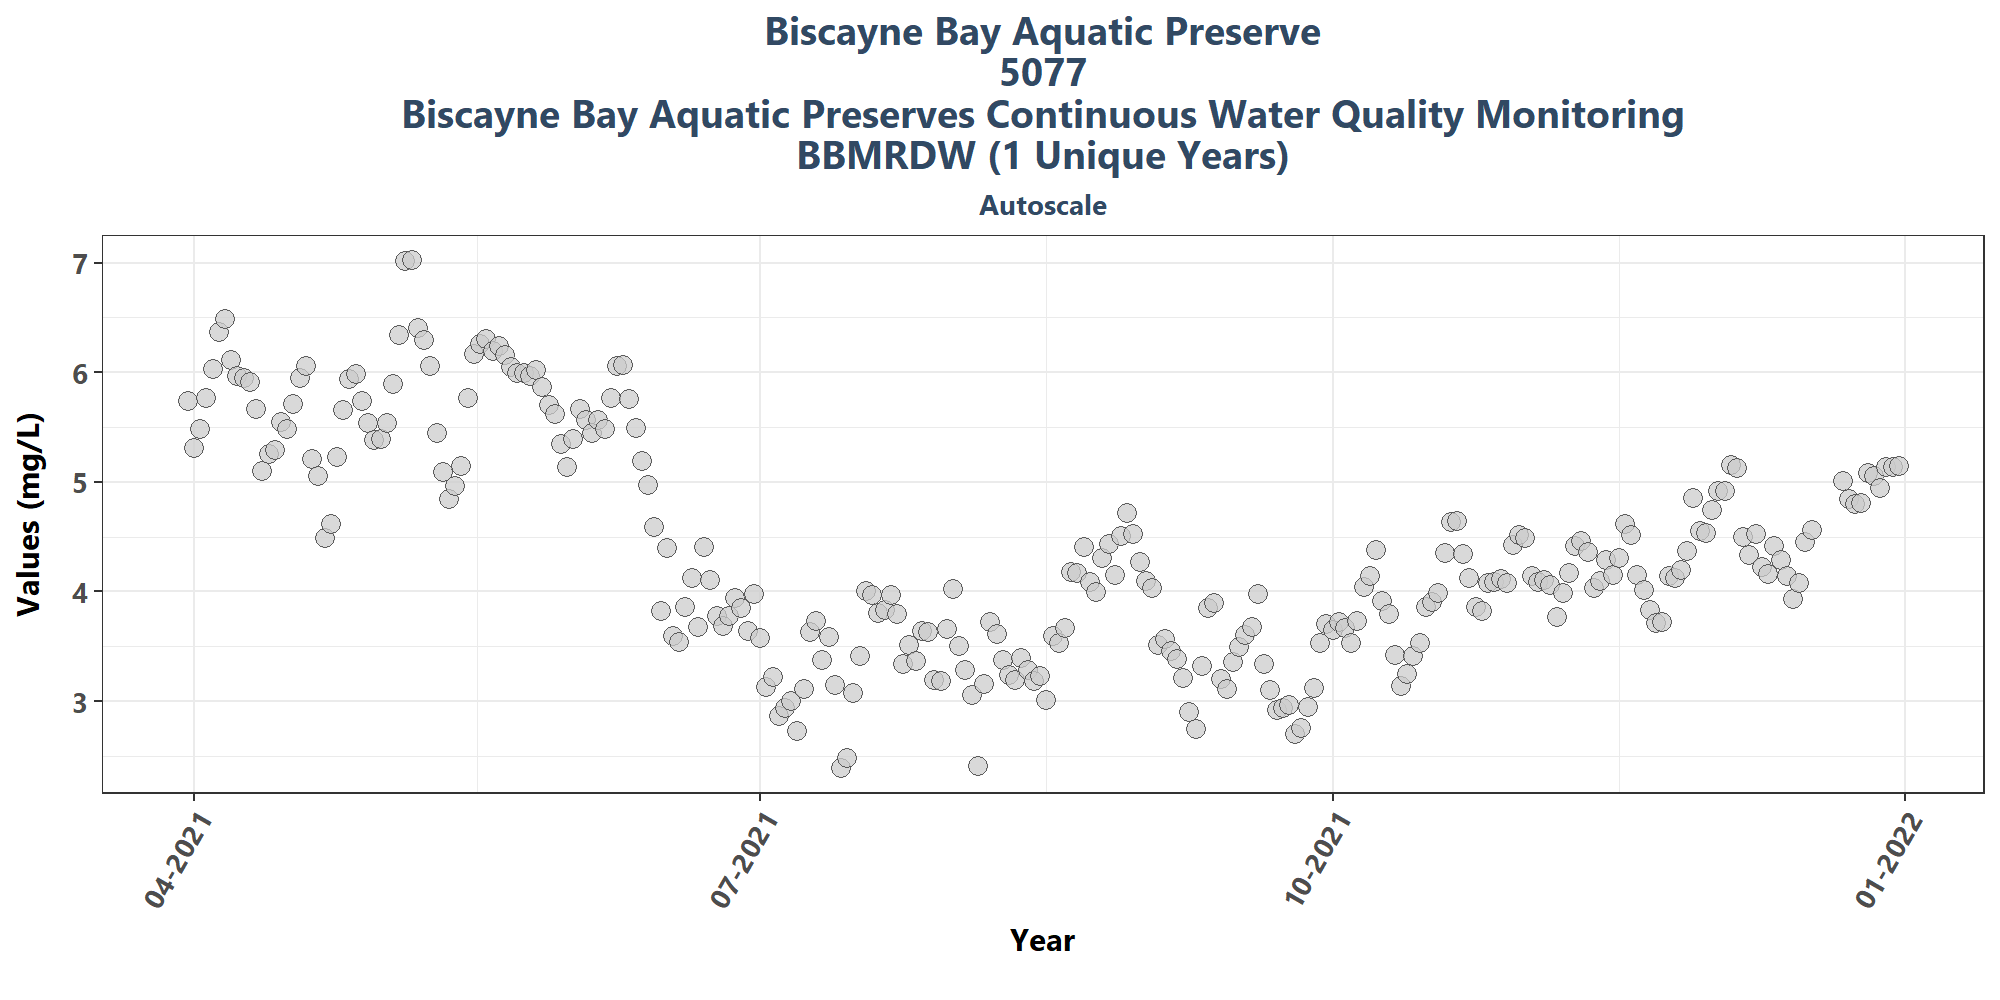 Biscayne Bay Aquatic Preserve
5077
Biscayne Bay Aquatic Preserves Continuous Water Quality Monitoring
BBMRDW (1 Unique Years)
Autoscale
Values (mg/L)
7
6
5
4
3
04-2021
07-2021
10-2021
01-2022
Year